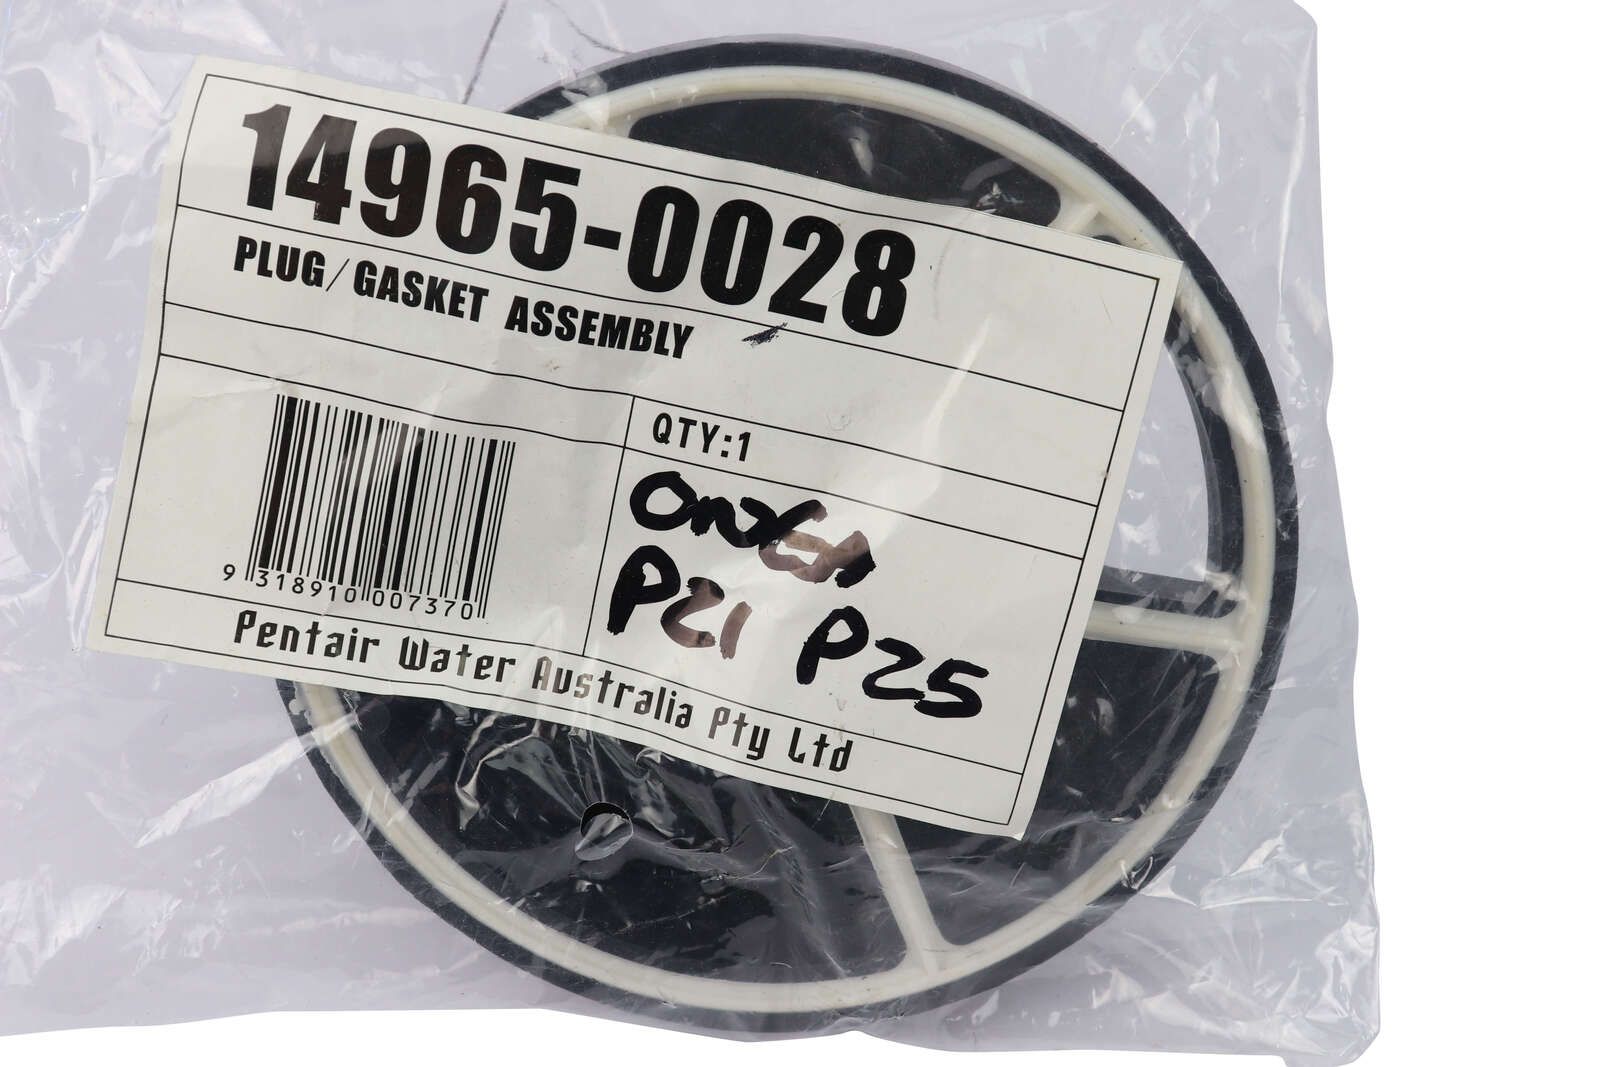 14965-0028
PLUG/GASKET ASSEMBLY
QTY:1
Onga
P21 P25
9 318910 007370
Pentair Water Australia Pty Ltd